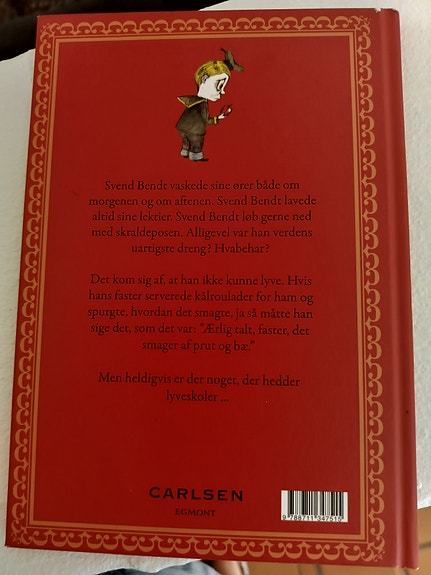 Svend Bendt vaskede sine ører både om
morgenen og om aftenen. Svend Bendt lavede
altid sine lektier. Svend Bendt løb gerne ned
med skraldeposen. Alligevel var han verdens
uartigste dreng? Hvabehar?
Det kom sig af, at han ikke kunne lyve. Hvis
hans faster serverede kålroulader for ham og
spurgte, hvordan det smagte, ja så måtte han
sige det, som det var: "Ærlig talt, faster, det
smager af prut og bæ."
Men heldigvis er der noget, der hedder
lyveskoler ...
CARLSEN
EGMONT
9 788711 347515